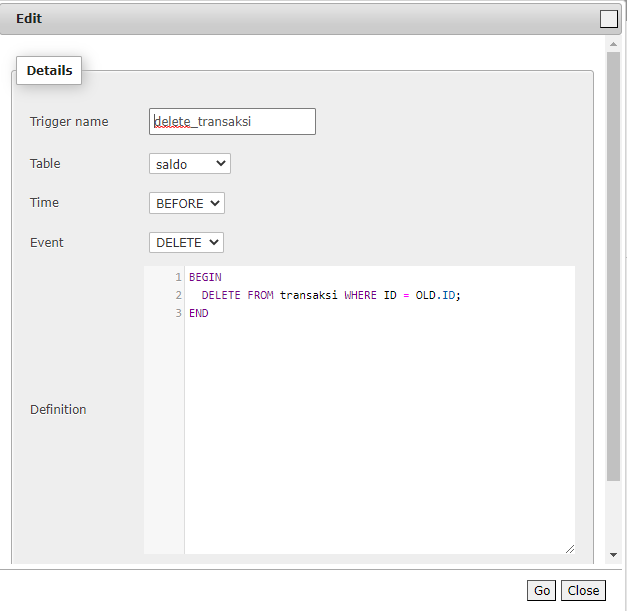 Edit
Details
Trigger name delete_transaksi
Table saldo
Time BEFORE
Event DELETE
Definition
1 BEGIN
2 DELETE FROM transaksi WHERE ID = OLD.ID;
3 END
Go Close